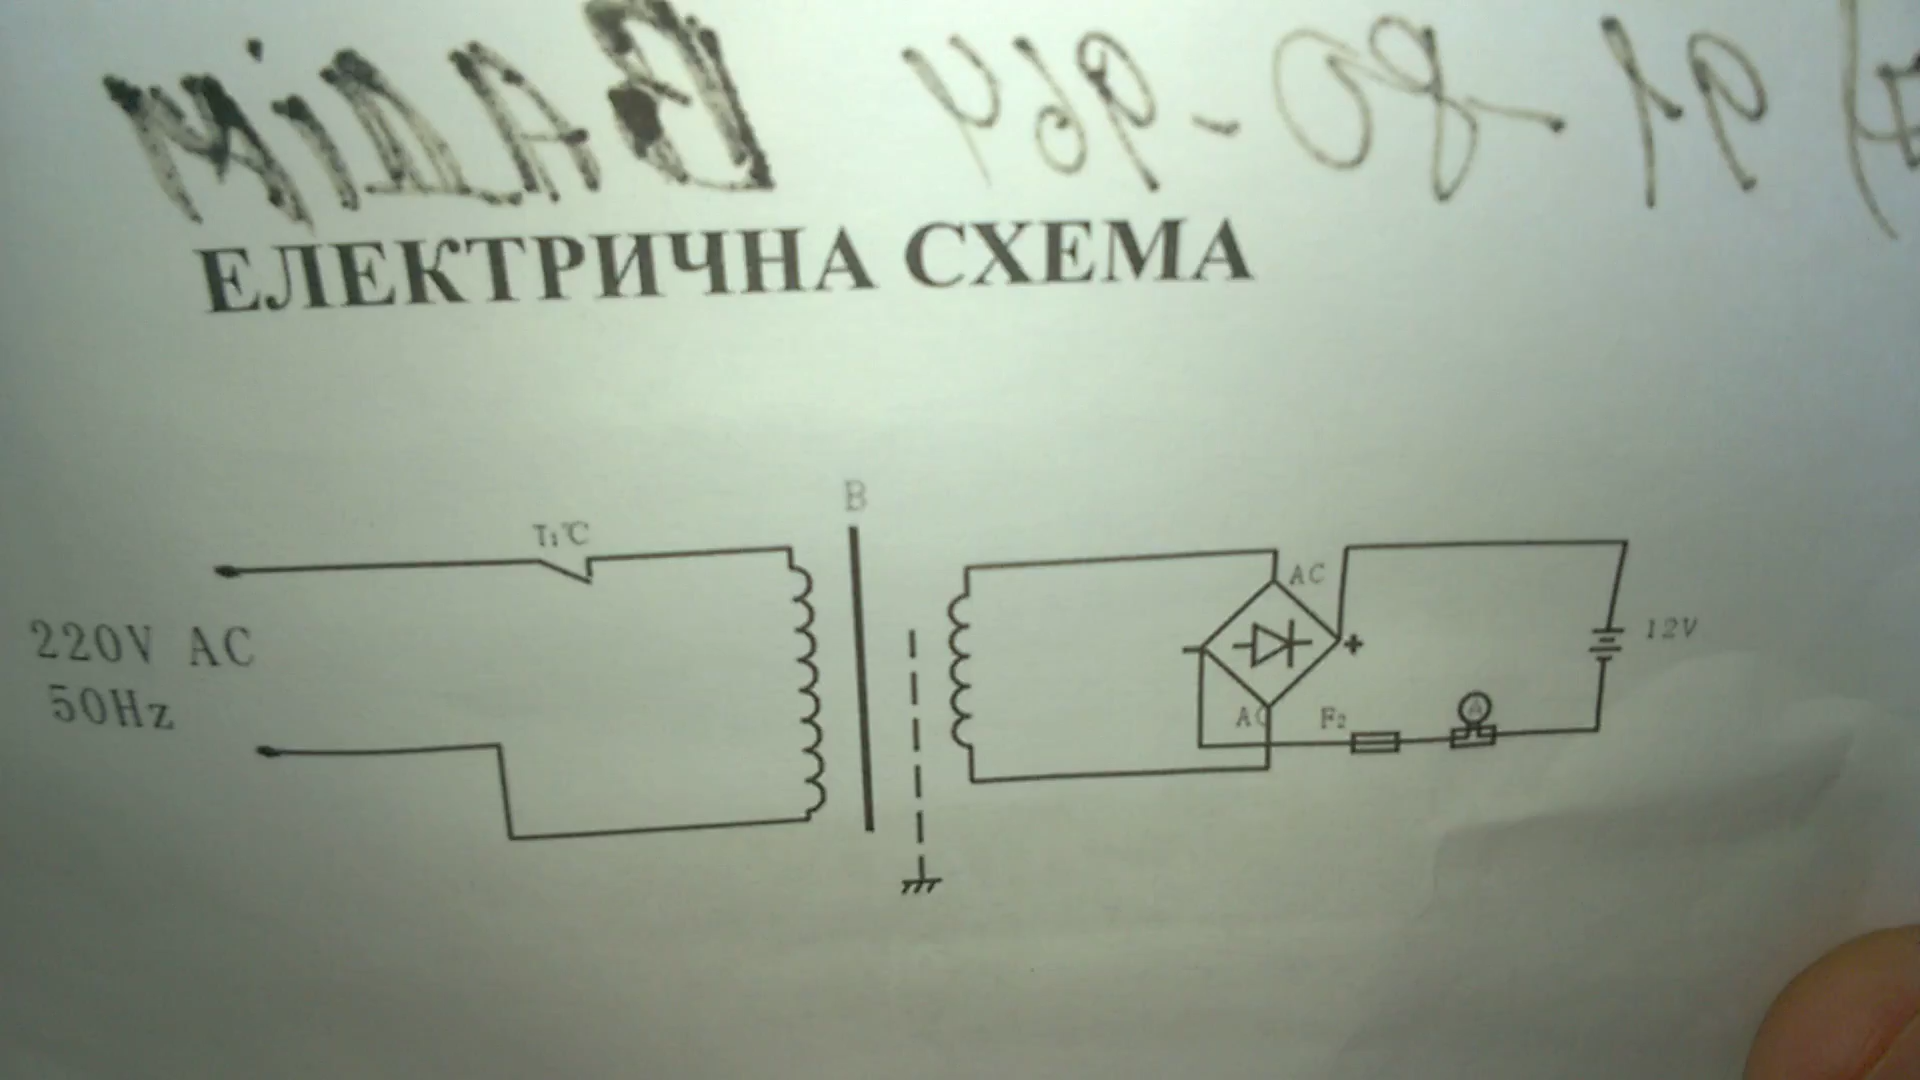 ЕЛЕКТРИЧНА СХЕМА
B
T₁℃
AC
220V AC
50Hz
+
12V
AC
F₂
A